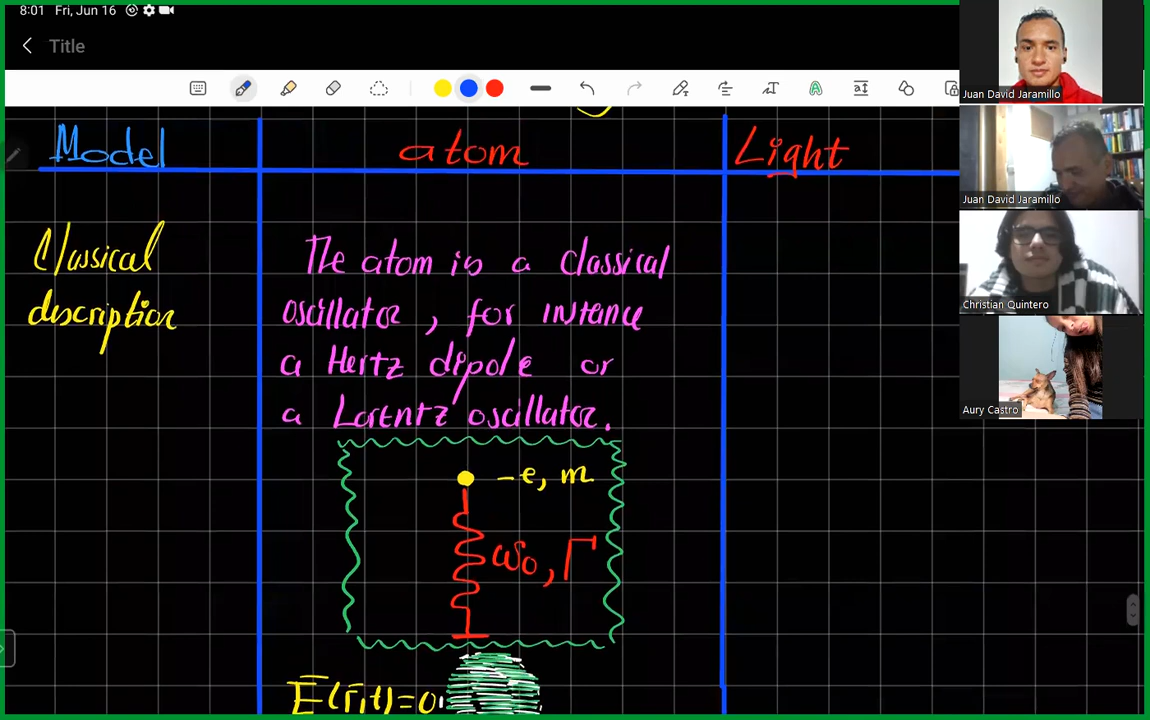 8:01 Fri, Jun 16
Title
Model atom Light
Classical
description
The atom is a classical
oscillator, for instance
a Hertz dipole or
a Lorentz oscillator.
-e, m
ω₀, Γ
E̅(r̅,t)=0
Juan David Jaramillo
Juan David Jaramillo
Christian Quintero
Aury Castro